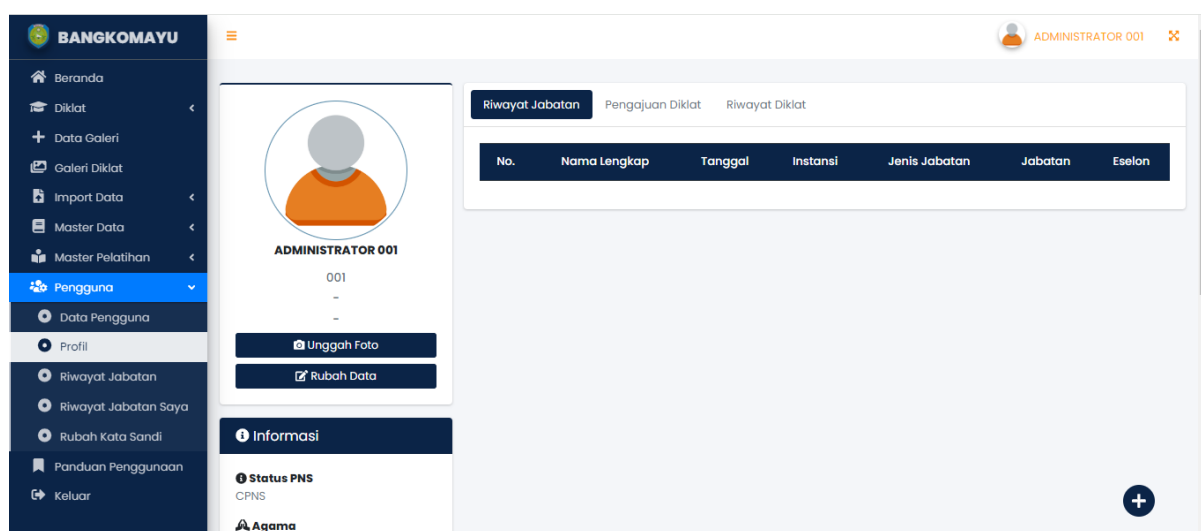 BANGKOMAYU
ADMINISTRATOR 001
Beranda
Diklat
Data Galeri
Galeri Diklat
Import Data
Master Data
Master Pelatihan
Pengguna
Data Pengguna
Profil
Riwayat Jabatan
Riwayat Jabatan Saya
Rubah Kata Sandi
Panduan Penggunaan
Keluar
ADMINISTRATOR 001
001
-
-
Unggah Foto
Rubah Data
Informasi
Status PNS
CPNS
Agama
Riwayat Jabatan Pengajuan Diklat Riwayat Diklat
No. Nama Lengkap Tanggal Instansi Jenis Jabatan Jabatan Eselon